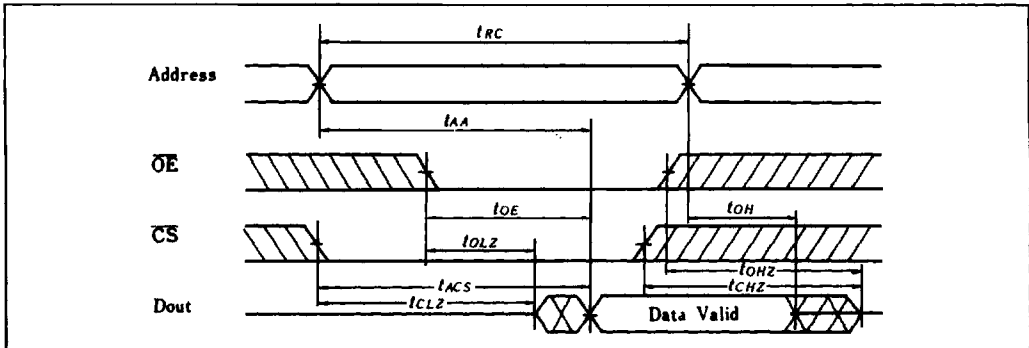 tRC
Address
tAA
OE
tOE
tOH
CS
tOLZ
tOHZ
tACS
tCHZ
tCLZ
Dout
Data Valid